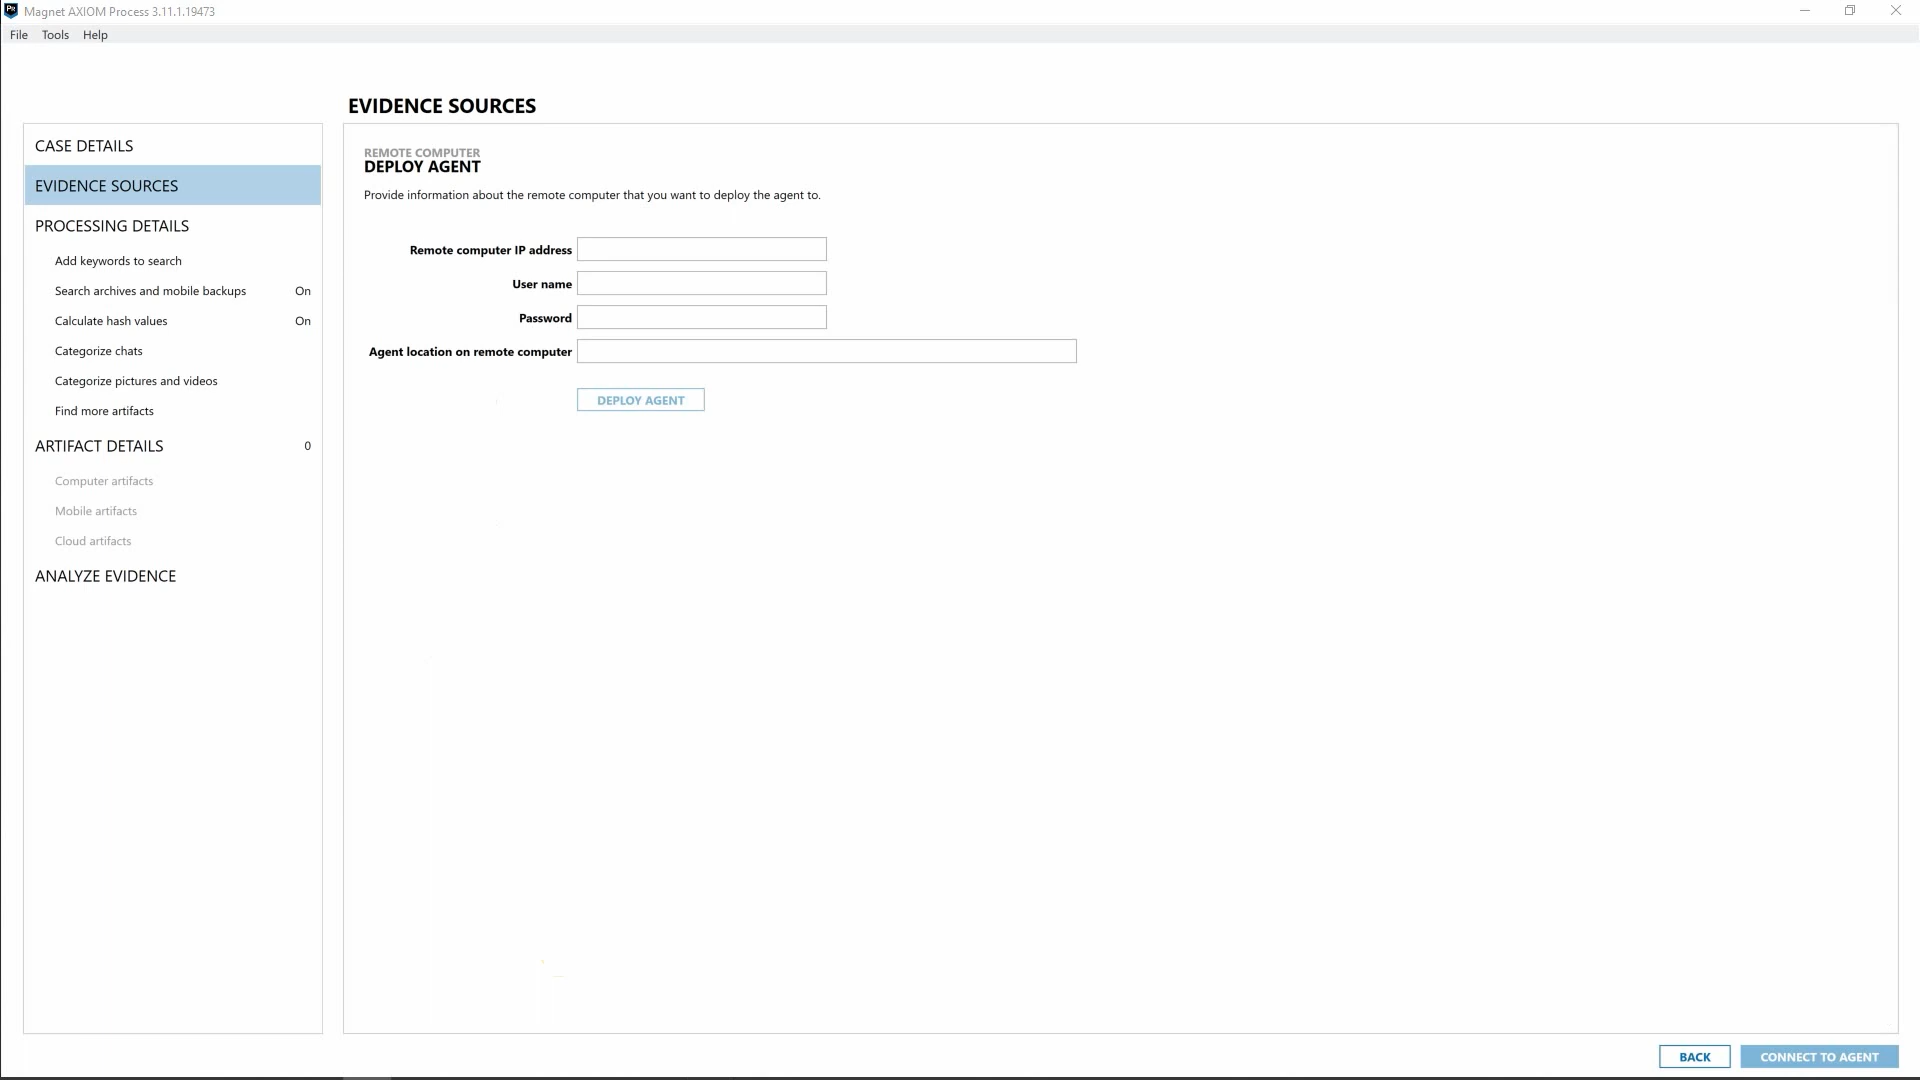 Magnet AXIOM Process 3.11.1.19473
File Tools Help
EVIDENCE SOURCES
CASE DETAILS
EVIDENCE SOURCES
PROCESSING DETAILS
Add keywords to search
Search archives and mobile backups On
Calculate hash values On
Categorize chats
Categorize pictures and videos
Find more artifacts
ARTIFACT DETAILS 0
Computer artifacts
Mobile artifacts
Cloud artifacts
ANALYZE EVIDENCE
REMOTE COMPUTER
DEPLOY AGENT
Provide information about the remote computer that you want to deploy the agent to.
Remote computer IP address
User name
Password
Agent location on remote computer
DEPLOY AGENT
BACK CONNECT TO AGENT